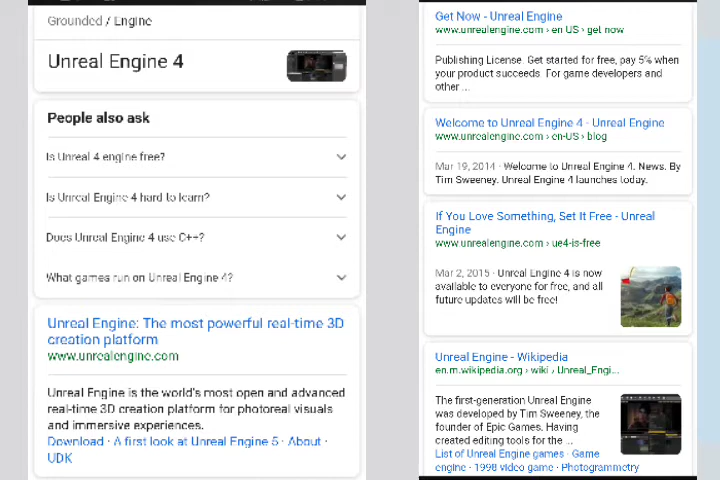 Grounded / Engine
Unreal Engine 4
People also ask
Is Unreal 4 engine free?
Is Unreal Engine 4 hard to learn?
Does Unreal Engine 4 use C++?
What games run on Unreal Engine 4?
Unreal Engine: The most powerful real-time 3D
creation platform
www.unrealengine.com
Unreal Engine is the world's most open and advanced
real-time 3D creation platform for photoreal visuals
and immersive experiences.
Download · A first look at Unreal Engine 5 · About ·
UDK
Get Now - Unreal Engine
www.unrealengine.com › en US › get now
Publishing License. Get started for free, pay 5% when
your product succeeds. For game developers and
other ...
Welcome to Unreal Engine 4 - Unreal Engine
www.unrealengine.com › en-US › blog
Mar 19, 2014 · Welcome to Unreal Engine 4. News. By
Tim Sweeney. Unreal Engine 4 launches today.
If You Love Something, Set It Free - Unreal
Engine
www.unrealengine.com › ue4-is-free
Mar 2, 2015 · Unreal Engine 4 is now
available to everyone for free, and all
future updates will be free!
Unreal Engine - Wikipedia
en.m.wikipedia.org › wiki › Unreal_Engi...
The first-generation Unreal Engine
was developed by Tim Sweeney, the
founder of Epic Games. Having
created editing tools for the ...
List of Unreal Engine games · Game
engine · 1998 video game · Photogrammetry